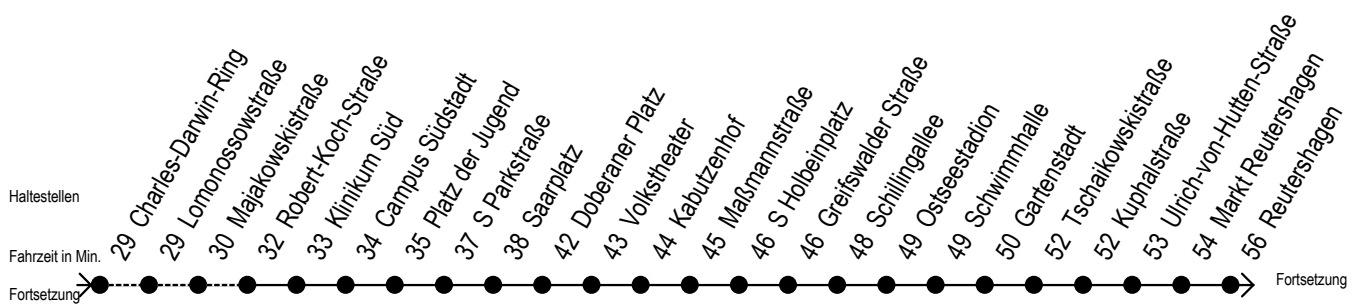 29 Charles-Darwin-Ring
29 Lomonossowstraße
30 Majakowskistraße
32 Robert-Koch-Straße
33 Klinikum Süd
34 Campus Südstadt
35 Platz der Jugend
37 S Parkstraße
38 Saarplatz
42 Doberaner Platz
43 Volkstheater
44 Kabutzenhof
45 Maßmannstraße
46 S Holbeinplatz
46 Greifswalder Straße
48 Schillingallee
49 Ostseestadion
49 Schwimmhalle
50 Gartenstadt
52 Tschaikowskistraße
52 Kuphalstraße
53 Ulrich-von-Hutten-Straße
54 Markt Reutershagen
56 Reutershagen
Haltestellen
Fahrzeit in Min.
Fortsetzung
Fortsetzung